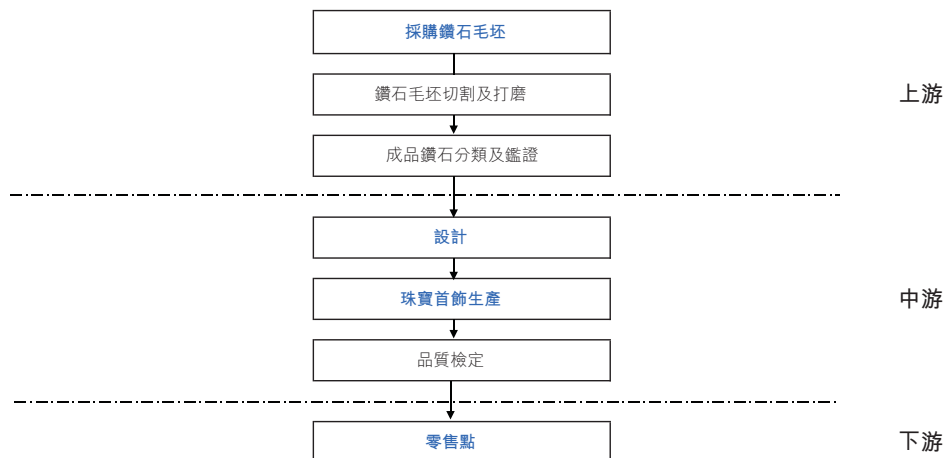 採購鑽石毛坯
鑽石毛坯切割及打磨
上游
成品鑽石分類及鑑證
設計
珠寶首飾生產
中游
品質檢定
零售點
下游